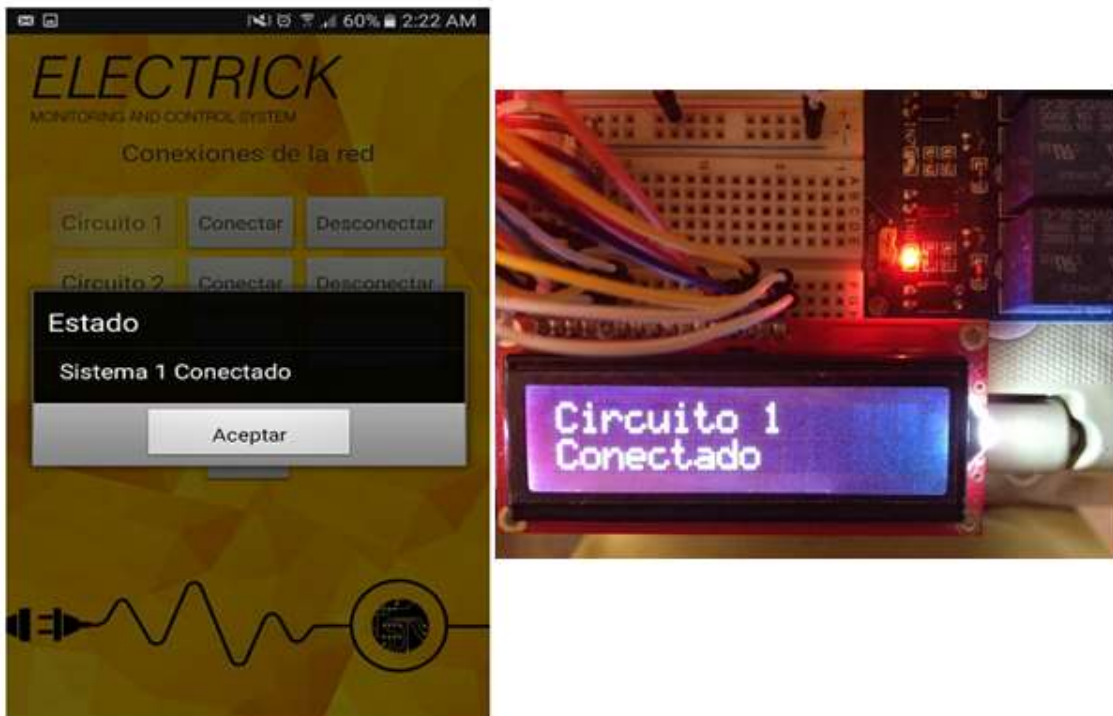 60% 2:22 AM
ELECTRICK
MONITORING AND CONTROL SYSTEM
Conexiones de la red
Circuito 1 Conectar Desconectar
Circuito 2 Conectar Desconectar
Estado
Sistema 1 Conectado
Aceptar
Circuito 1
Conectado